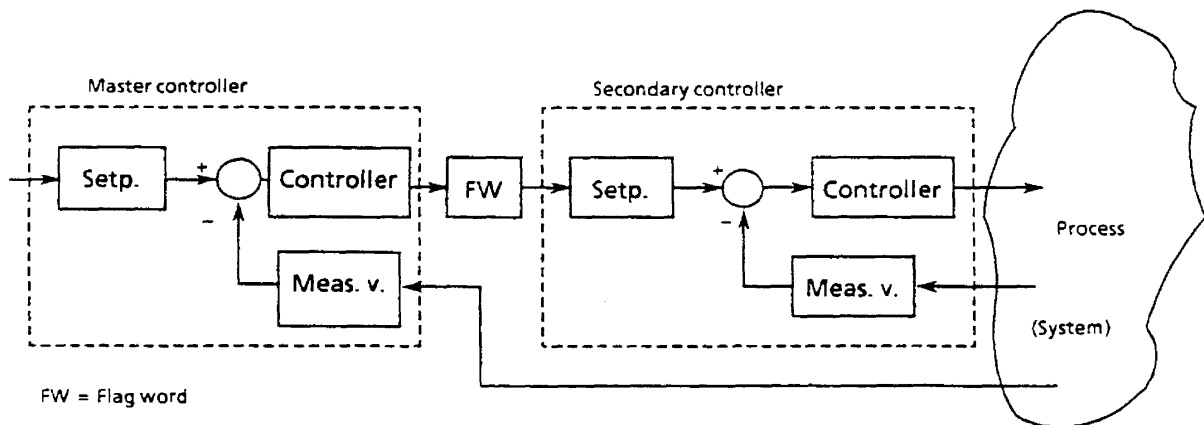 Master controller
Secondary controller
Setp.
+
−
Controller
FW
Setp.
+
−
Controller
Meas. v.
Meas. v.
Process
(System)
FW = Flag word